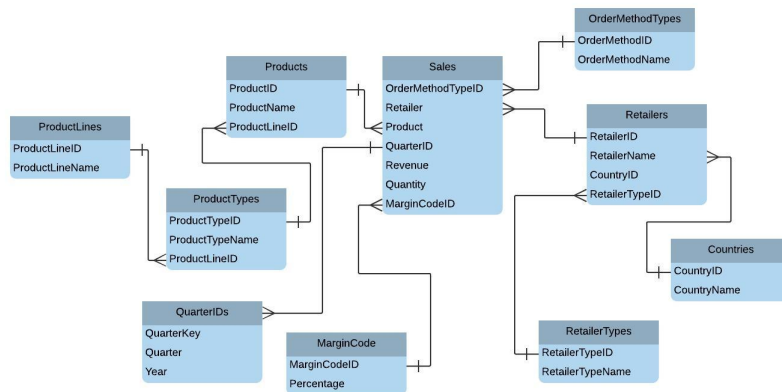 OrderMethodTypes
OrderMethodID
OrderMethodName
Products
ProductID
ProductName
ProductLineID
Sales
OrderMethodTypeID
Retailer
Product
QuarterID
Revenue
Quantity
MarginCodeID
Retailers
RetailerID
RetailerName
CountryID
RetailerTypeID
ProductLines
ProductLineID
ProductLineName
ProductTypes
ProductTypeID
ProductTypeName
ProductLineID
Countries
CountryID
CountryName
QuarterIDs
QuarterKey
Quarter
Year
MarginCode
MarginCodeID
Percentage
RetailerTypes
RetailerTypeID
RetailerTypeName